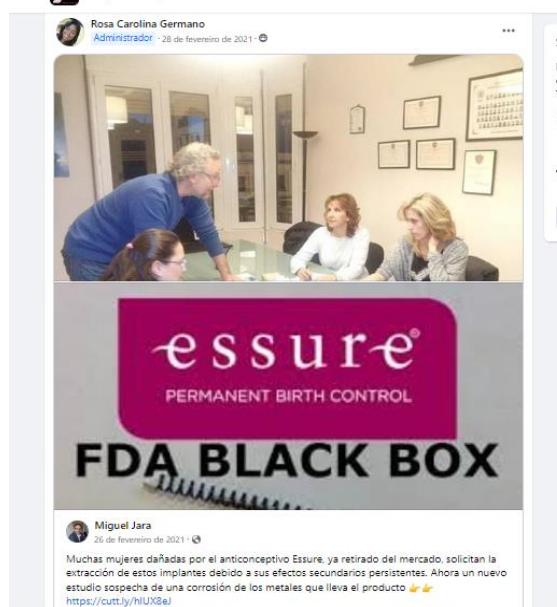 Rosa Carolina Germano
Administrador · 28 de fevereiro de 2021 ·
essure®
PERMANENT BIRTH CONTROL
FDA BLACK BOX
Miguel Jara
26 de fevereiro de 2021 ·
Muchas mujeres dañadas por el anticonceptivo Essure, ya retirado del mercado, solicitan la
extracción de estos implantes debido a sus efectos secundarios persistentes. Ahora un nuevo
estudio sospecha de una corrosión de los metales que lleva el producto 👉👉
https://cutt.ly/hlUX8eJ